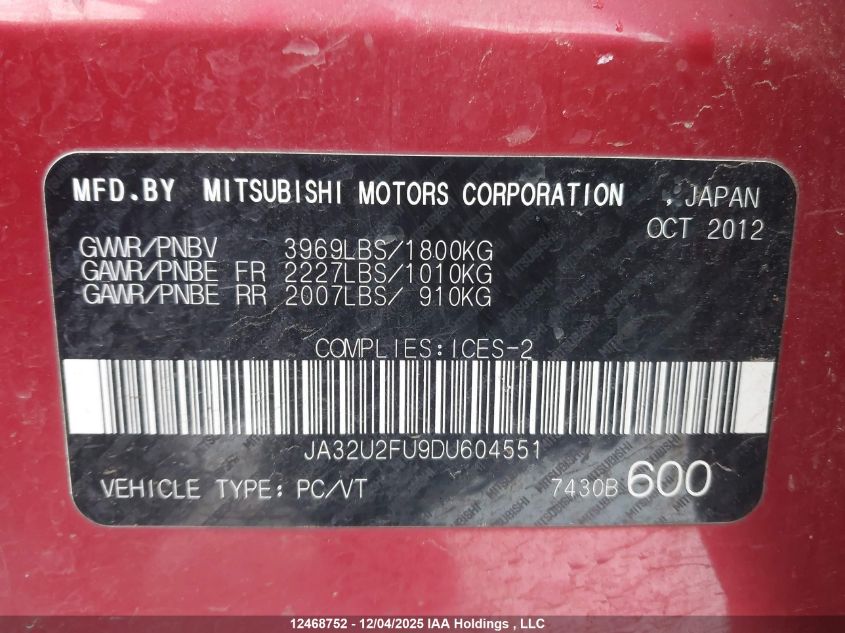 MFD.BY MITSUBISHI MOTORS CORPORATION , JAPAN
OCT 2012
GVWR/PNBV 3969LBS/1800KG
GAWR/PNBE FR 2227LBS/1010KG
GAWR/PNBE RR 2007LBS/ 910KG
COMPLIES:ICES-2
JA32U2FU9DU604551
VEHICLE TYPE: PC/VT 7430B 600
12468752 - 12/04/2025 IAA Holdings , LLC